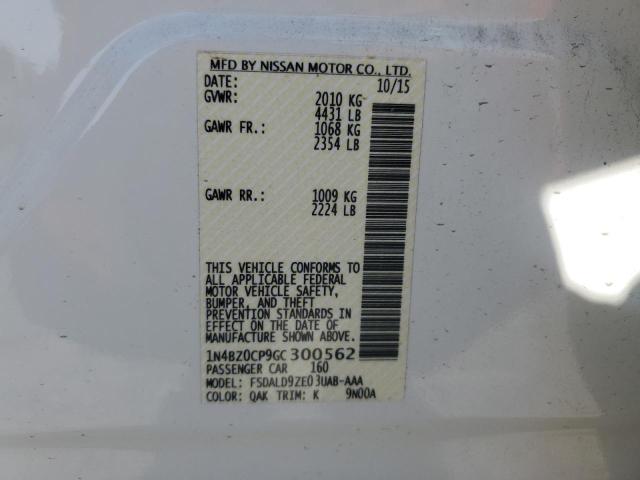 MFD BY NISSAN MOTOR CO., LTD.
DATE: 10/15
GVWR: 2010 KG
4431 LB
GAWR FR.: 1068 KG
2354 LB
GAWR RR.: 1009 KG
2224 LB
THIS VEHICLE CONFORMS TO
ALL APPLICABLE FEDERAL
MOTOR VEHICLE SAFETY,
BUMPER, AND THEFT
PREVENTION STANDARDS IN
EFFECT ON THE DATE OF
MANUFACTURE SHOWN ABOVE.
1N4BZ0CP9GC300562
PASSENGER CAR 160
MODEL: FSDALD9ZE03UAB-AAA
COLOR: QAK TRIM: K 9N00A